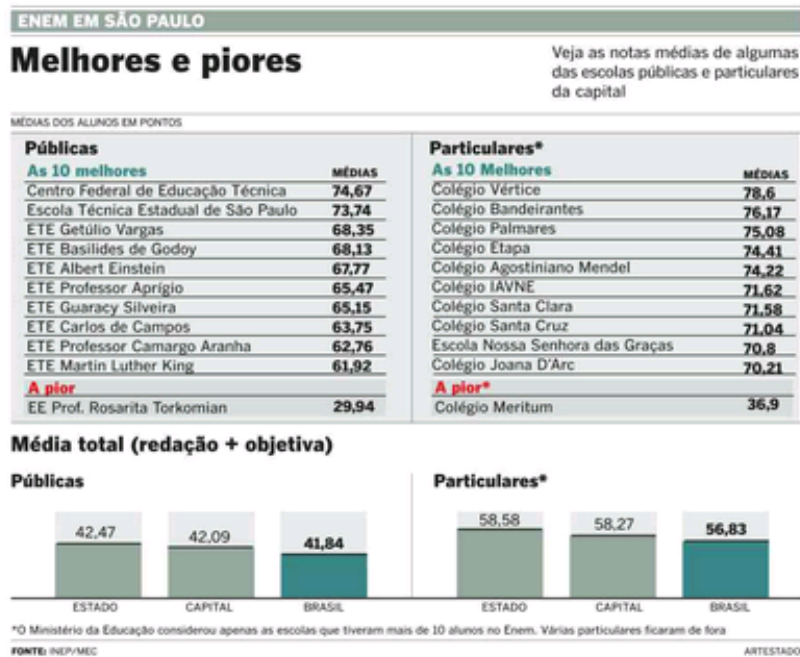 ENEM EM SÃO PAULO
Melhores e piores
Veja as notas médias de algumas
das escolas públicas e particulares
da capital
MÉDIAS DOS ALUNOS EM PONTOS
Públicas
As 10 melhores MÉDIAS
Centro Federal de Educação Técnica 74,67
Escola Técnica Estadual de São Paulo 73,74
ETE Getúlio Vargas 68,35
ETE Basilides de Godoy 68,13
ETE Albert Einstein 67,77
ETE Professor Aprígio 65,47
ETE Guaracy Silveira 65,15
ETE Carlos de Campos 63,75
ETE Professor Camargo Aranha 62,76
ETE Martin Luther King 61,92
A pior
EE Prof. Rosarita Torkomian 29,94
Particulares*
As 10 Melhores MÉDIAS
Colégio Vértice 78,6
Colégio Bandeirantes 76,17
Colégio Palmares 75,08
Colégio Etapa 74,41
Colégio Agostiniano Mendel 74,22
Colégio IAVNE 71,62
Colégio Santa Clara 71,58
Colégio Santa Cruz 71,04
Escola Nossa Senhora das Graças 70,8
Colégio Joana D'Arc 70,21
A pior*
Colégio Meritum 36,9
Média total (redação + objetiva)
Públicas
42,47 42,09 41,84
ESTADO CAPITAL BRASIL
Particulares*
58,58 58,27 56,83
ESTADO CAPITAL BRASIL
*O Ministério da Educação considerou apenas as escolas que tiveram mais de 10 alunos no Enem. Várias particulares ficaram de fora
FONTE: INEP/MEC ARTESTADO